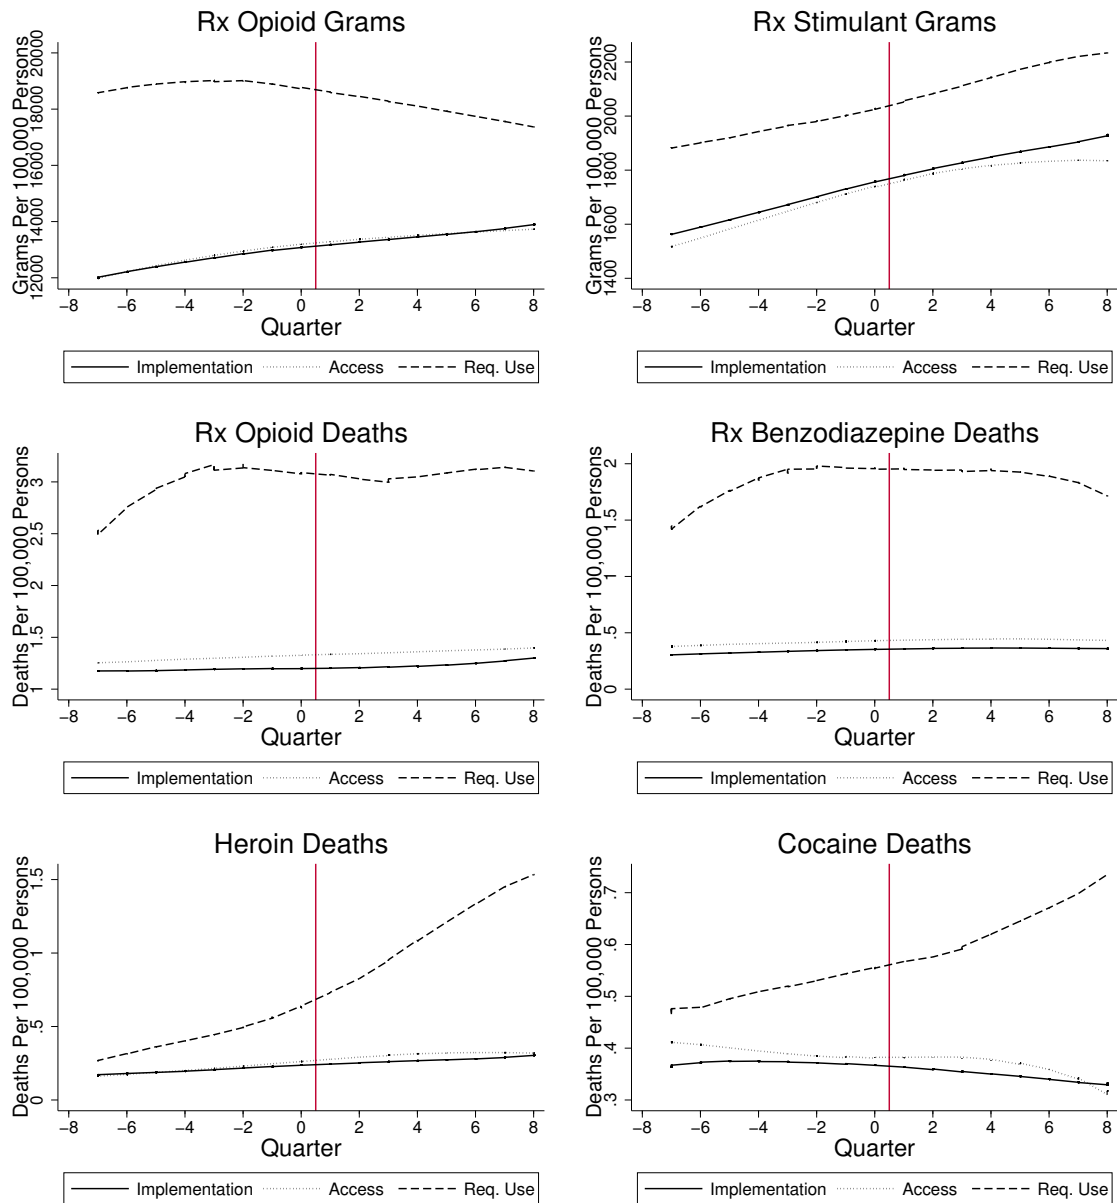 Rx Opioid Grams
Grams Per 100,000 Persons
12000 14000 16000 18000 20000
−8 −6 −4 −2 0 2 4 6 8
Quarter
Implementation Access Req. Use
Rx Stimulant Grams
Grams Per 100,000 Persons
1400 1600 1800 2000 2200
−8 −6 −4 −2 0 2 4 6 8
Quarter
Implementation Access Req. Use
Rx Opioid Deaths
Deaths Per 100,000 Persons
1 1.5 2 2.5 3
−8 −6 −4 −2 0 2 4 6 8
Quarter
Implementation Access Req. Use
Rx Benzodiazepine Deaths
Deaths Per 100,000 Persons
0 .5 1 1.5 2
−8 −6 −4 −2 0 2 4 6 8
Quarter
Implementation Access Req. Use
Heroin Deaths
Deaths Per 100,000 Persons
0 .5 1 1.5
−8 −6 −4 −2 0 2 4 6 8
Quarter
Implementation Access Req. Use
Cocaine Deaths
Deaths Per 100,000 Persons
.3 .4 .5 .6 .7
−8 −6 −4 −2 0 2 4 6 8
Quarter
Implementation Access Req. Use